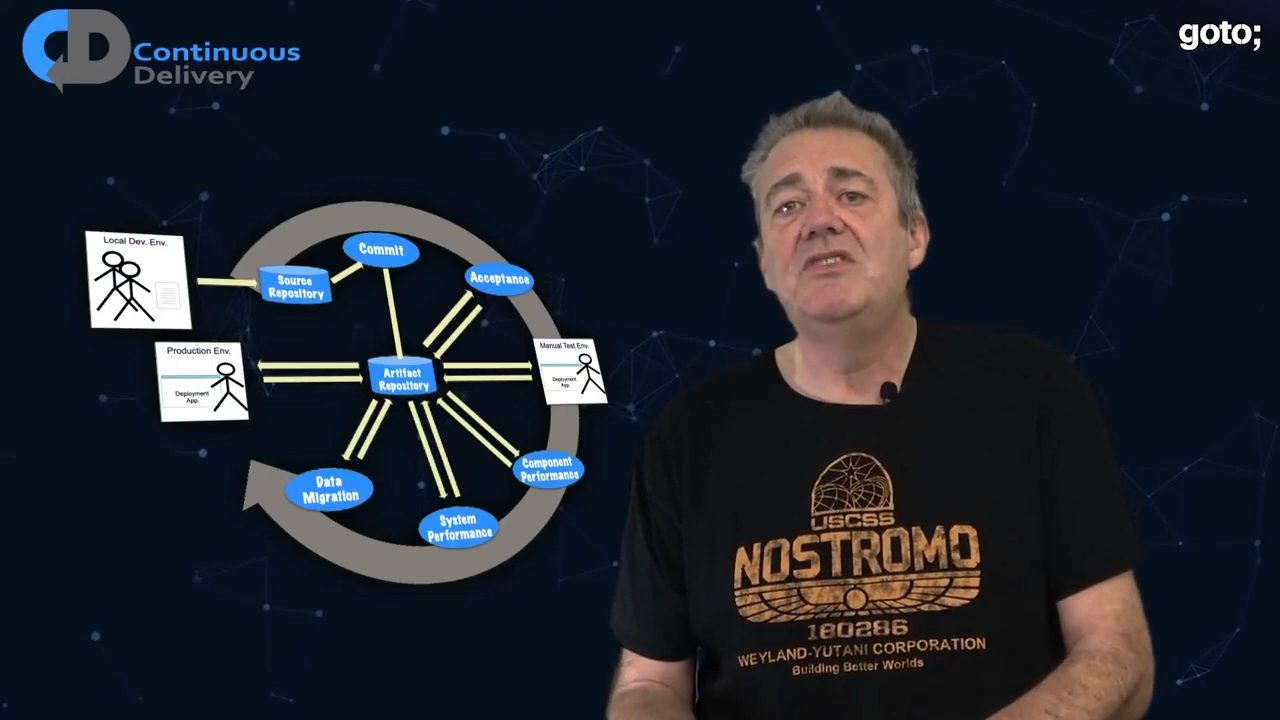 Continuous
Delivery
goto;
Local Dev. Env.
Source
Repository
Commit
Acceptance
Production Env.
Deployment
App.
Artifact
Repository
Manual Test Env.
Deployment
App.
Data
Migration
System
Performance
Component
Performance
USCSS
NOSTROMO
180286
WEYLAND-YUTANI CORPORATION
Building Better Worlds